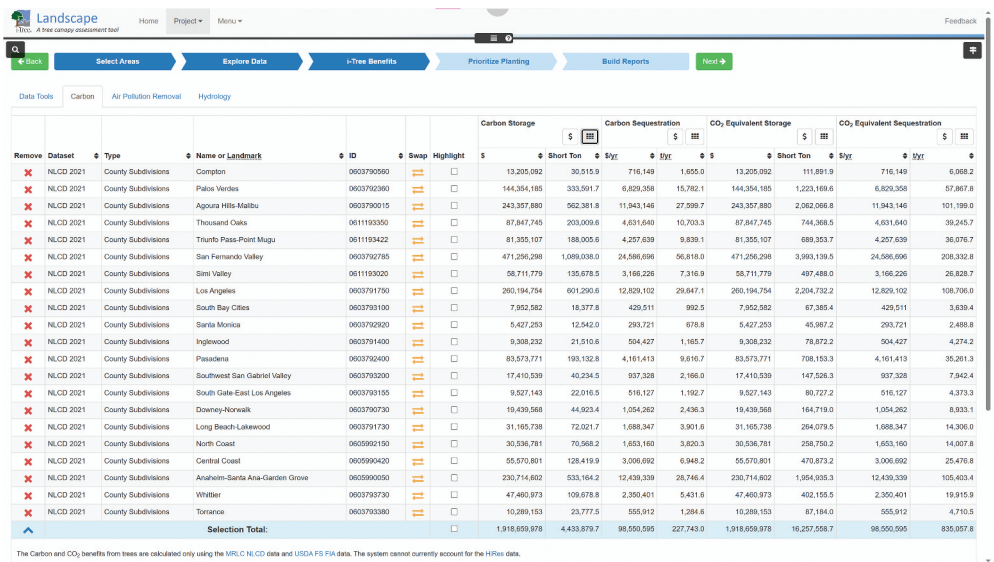 Landscape
i-Tree. A tree canopy assessment tool
Home Project Menu Feedback
Back Select Areas Explore Data i-Tree Benefits Prioritize Planting Build Reports Next
Data Tools Carbon Air Pollution Removal Hydrology
Carbon Storage Carbon Sequestration CO2 Equivalent Storage CO2 Equivalent Sequestration
$ $ $ $
Remove Dataset Type Name or Landmark ID Swap Highlight $ Short Ton $/yr t/yr $ Short Ton $/yr t/yr
NLCD 2021 County Subdivisions Compton 0603790560 13,205,092 30,515.9 716,149 1,655.0 13,205,092 111,891.9 716,149 6,068.2
NLCD 2021 County Subdivisions Palos Verdes 0603792360 144,354,185 333,591.7 6,829,358 15,782.1 144,354,185 1,223,169.6 6,829,358 57,867.8
NLCD 2021 County Subdivisions Agoura Hills-Malibu 0603790015 243,357,880 562,381.8 11,943,146 27,599.7 243,357,880 2,062,066.8 11,943,146 101,199.0
NLCD 2021 County Subdivisions Thousand Oaks 0611193350 87,847,745 203,009.6 4,631,640 10,703.3 87,847,745 744,368.5 4,631,640 39,245.7
NLCD 2021 County Subdivisions Triunfo Pass-Point Mugu 0611193422 81,355,107 188,005.6 4,257,639 9,839.1 81,355,107 689,353.7 4,257,639 36,076.7
NLCD 2021 County Subdivisions San Fernando Valley 0603792785 471,256,298 1,089,038.0 24,586,696 56,818.0 471,256,298 3,993,139.5 24,586,696 208,332.8
NLCD 2021 County Subdivisions Simi Valley 0611193020 58,711,779 135,678.5 3,166,226 7,316.9 58,711,779 497,488.0 3,166,226 26,828.7
NLCD 2021 County Subdivisions Los Angeles 0603791750 260,194,754 601,290.6 12,829,102 29,647.1 260,194,754 2,204,732.2 12,829,102 108,706.0
NLCD 2021 County Subdivisions South Bay Cities 0603793100 7,952,582 18,377.8 429,511 992.5 7,952,582 67,385.4 429,511 3,639.4
NLCD 2021 County Subdivisions Santa Monica 0603792920 5,427,253 12,542.0 293,721 678.8 5,427,253 45,987.2 293,721 2,488.8
NLCD 2021 County Subdivisions Inglewood 0603791400 9,308,232 21,510.6 504,427 1,165.7 9,308,232 78,872.2 504,427 4,274.2
NLCD 2021 County Subdivisions Pasadena 0603792400 83,573,771 193,132.8 4,161,413 9,616.7 83,573,771 708,153.3 4,161,413 35,261.3
NLCD 2021 County Subdivisions Southwest San Gabriel Valley 0603793200 17,410,539 40,234.5 937,328 2,166.0 17,410,539 147,526.3 937,328 7,942.4
NLCD 2021 County Subdivisions South Gate-East Los Angeles 0603793155 9,527,143 22,016.5 516,127 1,192.7 9,527,143 80,727.2 516,127 4,373.3
NLCD 2021 County Subdivisions Downey-Norwalk 0603790730 19,439,568 44,923.4 1,054,262 2,436.3 19,439,568 164,719.0 1,054,262 8,933.1
NLCD 2021 County Subdivisions Long Beach-Lakewood 0603791730 31,165,738 72,021.7 1,688,347 3,901.6 31,165,738 264,079.5 1,688,347 14,306.0
NLCD 2021 County Subdivisions North Coast 0605992150 30,536,781 70,568.2 1,653,160 3,820.3 30,536,781 258,750.2 1,653,160 14,007.8
NLCD 2021 County Subdivisions Central Coast 0605990420 55,570,801 128,419.9 3,006,692 6,948.2 55,570,801 470,873.2 3,006,692 25,476.8
NLCD 2021 County Subdivisions Anaheim-Santa Ana-Garden Grove 0605990050 230,714,602 533,164.2 12,439,339 28,746.4 230,714,602 1,954,935.3 12,439,339 105,403.4
NLCD 2021 County Subdivisions Whittier 0603793730 47,460,973 109,678.8 2,350,401 5,431.6 47,460,973 402,155.5 2,350,401 19,915.9
NLCD 2021 County Subdivisions Torrance 0603793380 10,289,153 23,777.5 555,912 1,284.6 10,289,153 87,184.0 555,912 4,710.5
Selection Total: 1,918,659,978 4,433,879.7 98,550,595 227,743.0 1,918,659,978 16,257,558.7 98,550,595 835,057.8
The Carbon and CO2 benefits from trees are calculated only using the MRLC NLCD data and USDA FS FIA data. The system cannot currently account for the HiRes data.